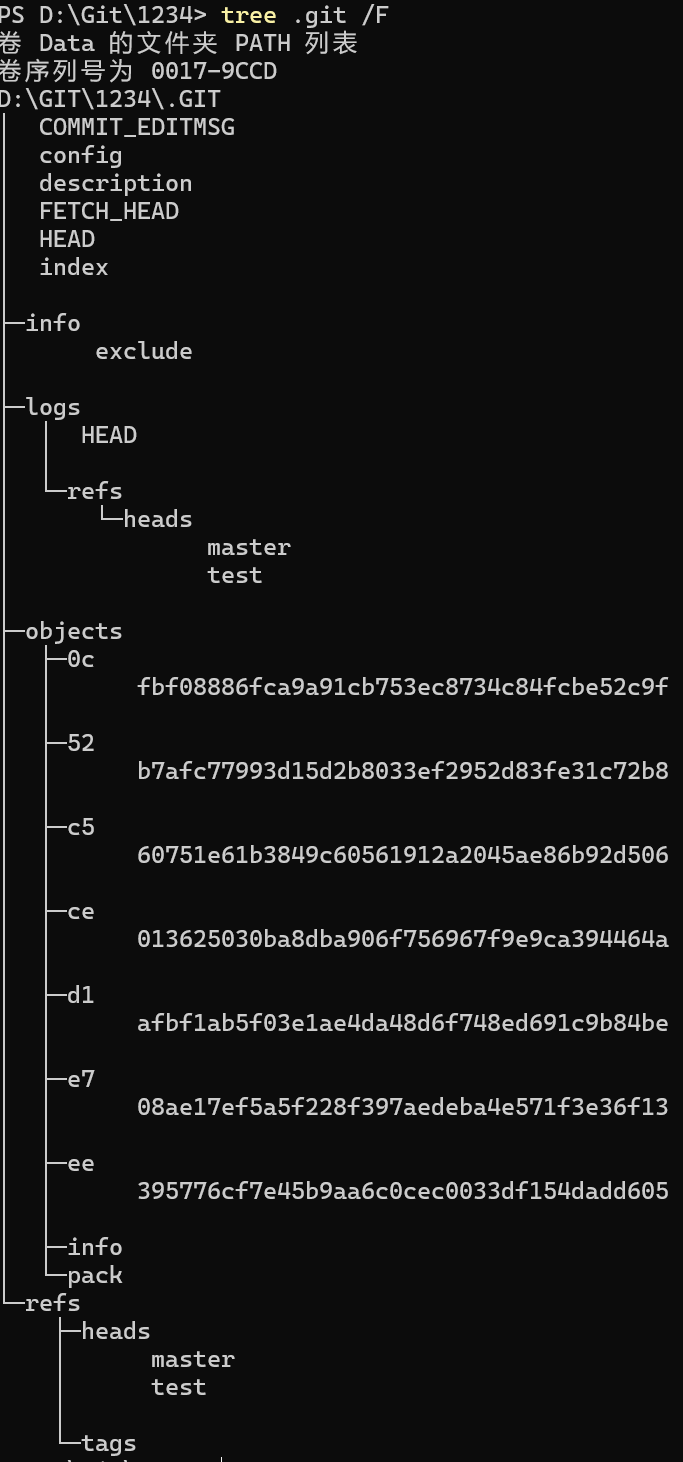 PS D:\Git\1234> tree .git /F
卷 Data 的文件夹 PATH 列表
卷序列号为 0017-9CCD
D:\GIT\1234\.GIT
│  COMMIT_EDITMSG
│  config
│  description
│  FETCH_HEAD
│  HEAD
│  index
│
├─info
│      exclude
│
├─logs
│  │  HEAD
│  │
│  └─refs
│      └─heads
│              master
│              test
│
├─objects
│  ├─0c
│  │      fbf08886fca9a91cb753ec8734c84fcbe52c9f
│  │
│  ├─52
│  │      b7afc77993d15d2b8033ef2952d83fe31c72b8
│  │
│  ├─c5
│  │      60751e61b3849c60561912a2045ae86b92d506
│  │
│  ├─ce
│  │      013625030ba8dba906f756967f9e9ca394464a
│  │
│  ├─d1
│  │      afbf1ab5f03e1ae4da48d6f748ed691c9b84be
│  │
│  ├─e7
│  │      08ae17ef5a5f228f397aedeba4e571f3e36f13
│  │
│  ├─ee
│  │      395776cf7e45b9aa6c0cec0033df154dadd605
│  │
│  ├─info
│  └─pack
└─refs
    ├─heads
    │      master
    │      test
    │
    └─tags